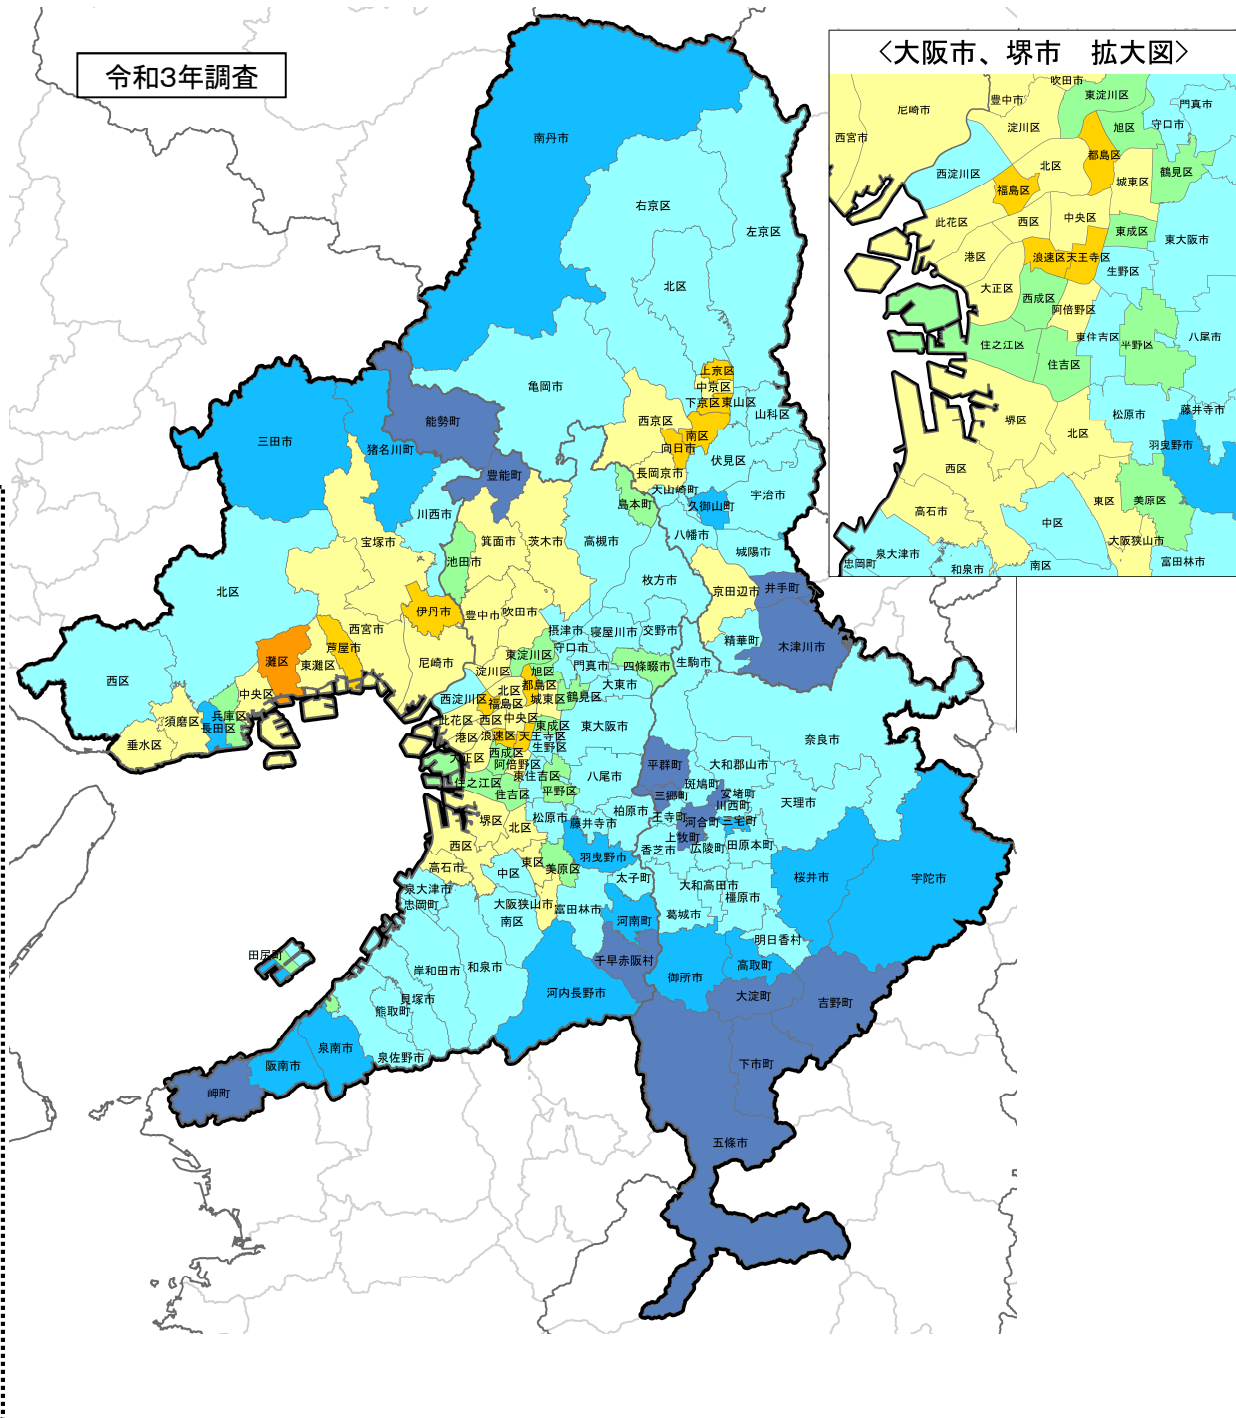 令和3年調査
<大阪市、堺市　拡大図>
吹田市
東淀川区
豊中市
尼崎市
門真市
淀川区
旭区
守口市
西宮市
都島区
北区
鶴見区
西淀川区
城東区
福島区
此花区
西区
中央区
東成区
東大阪市
港区
浪速区
天王寺区
生野区
大正区
西成区
阿倍野区
住之江区
東住吉区
平野区
八尾市
住吉区
藤井寺市
松原市
堺区
北区
羽曳野市
西区
東区
美原区
高石市
中区
大阪狭山市
泉大津市
忠岡町
和泉市
南区
富田林市
南丹市
右京区
左京区
北区
上京区
亀岡市
中京区
下京区
東山区
山科区
三田市
能勢町
西京区
南区
猪名川町
向日市
伏見区
豊能町
長岡京市
大山崎町
宇治市
島本町
久御山町
川西市
八幡市
箕面市
茨木市
高槻市
宝塚市
城陽市
池田市
枚方市
京田辺市
井手町
北区
伊丹市
豊中市
吹田市
西宮市
摂津市
寝屋川市
交野市
精華町
木津川市
芦屋市
守口市
灘区
東灘区
尼崎市
東淀川区
門真市
四條畷市
生駒市
西区
淀川区
旭区
大東市
中央区
北区
都島区
西淀川区
福島区
城東区
鶴見区
須磨区
兵庫区
長田区
此花区
西区
中央区
東成区
東大阪市
垂水区
港区
浪速区
天王寺区
生野区
奈良市
西成区
大正区
阿倍野区
平群町
大和郡山市
住之江区
東住吉区
八尾市
平野区
斑鳩町
三郷町
安堵町
住吉区
川西町
天理市
柏原市
王寺町
松原市
藤井寺市
河合町
三宅町
堺区
北区
上牧町
広陵町
田原本町
西区
羽曳野市
香芝市
東区
美原区
高石市
中区
太子町
桜井市
宇陀市
大和高田市
泉大津市
橿原市
忠岡町
大阪狭山市
富田林市
南区
河南町
葛城市
明日香村
田尻町
千早赤阪村
高取町
岸和田市
和泉市
御所市
河内長野市
大淀町
吉野町
貝塚市
熊取町
泉南市
泉佐野市
阪南市
下市町
岬町
五條市